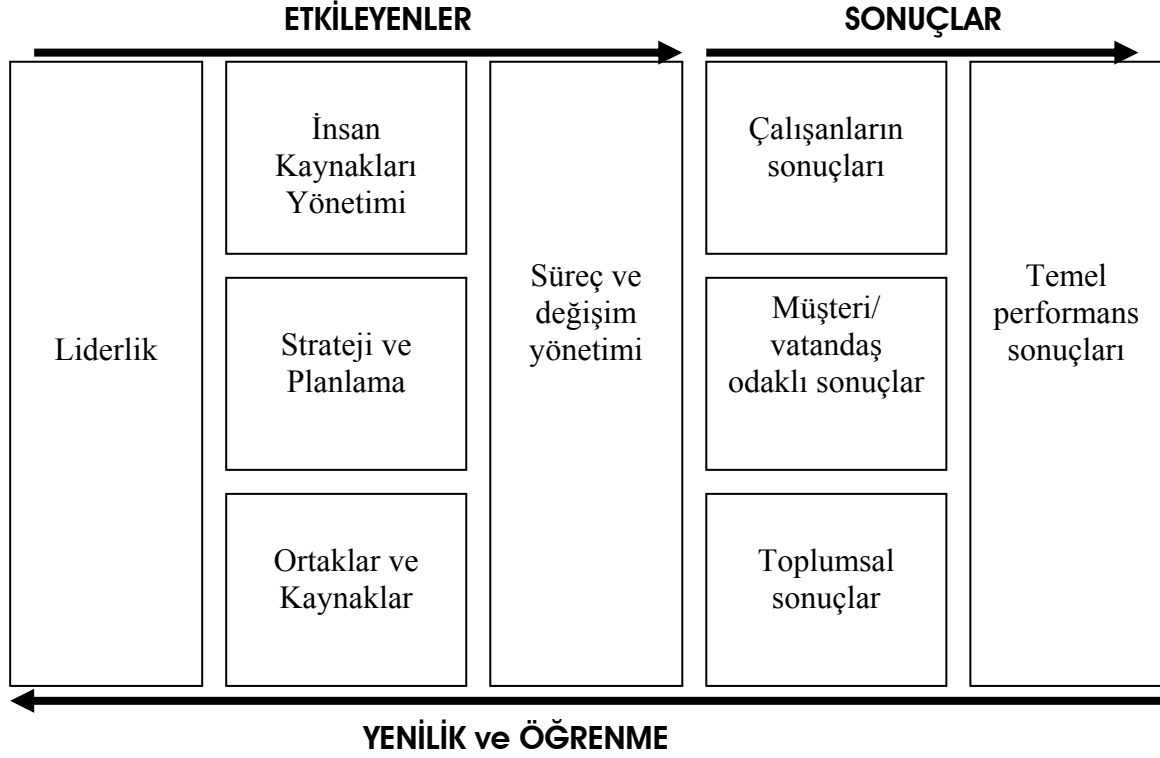 ETKİLEYENLER
SONUÇLAR
Liderlik
İnsan
Kaynakları
Yönetimi
Strateji ve
Planlama
Ortaklar ve
Kaynaklar
Süreç ve
değişim
yönetimi
Çalışanların
sonuçları
Müşteri/
vatandaş
odaklı sonuçlar
Toplumsal
sonuçlar
Temel
performans
sonuçları
YENİLİK ve ÖĞRENME